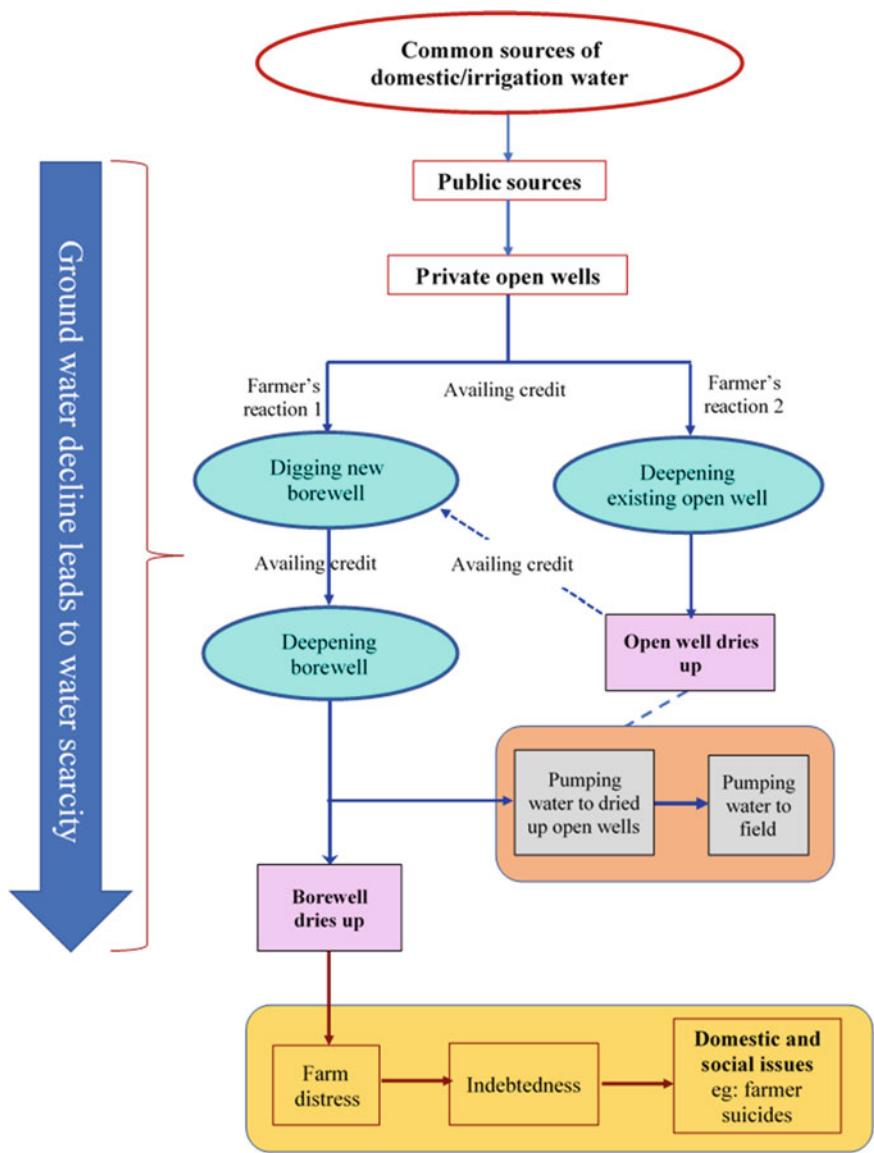 Common sources of
domestic/irrigation water
Public sources
Private open wells
Ground water decline leads to water scarcity
Farmer's
reaction 1
Availing credit
Farmer's
reaction 2
Digging new
borewell
Deepening
existing open well
Availing credit
Availing credit
Deepening
borewell
Open well dries
up
Pumping
water to dried
up open wells
Pumping
water to
field
Borewell
dries up
Farm
distress
Indebtedness
Domestic and
social issues
eg: farmer
suicides